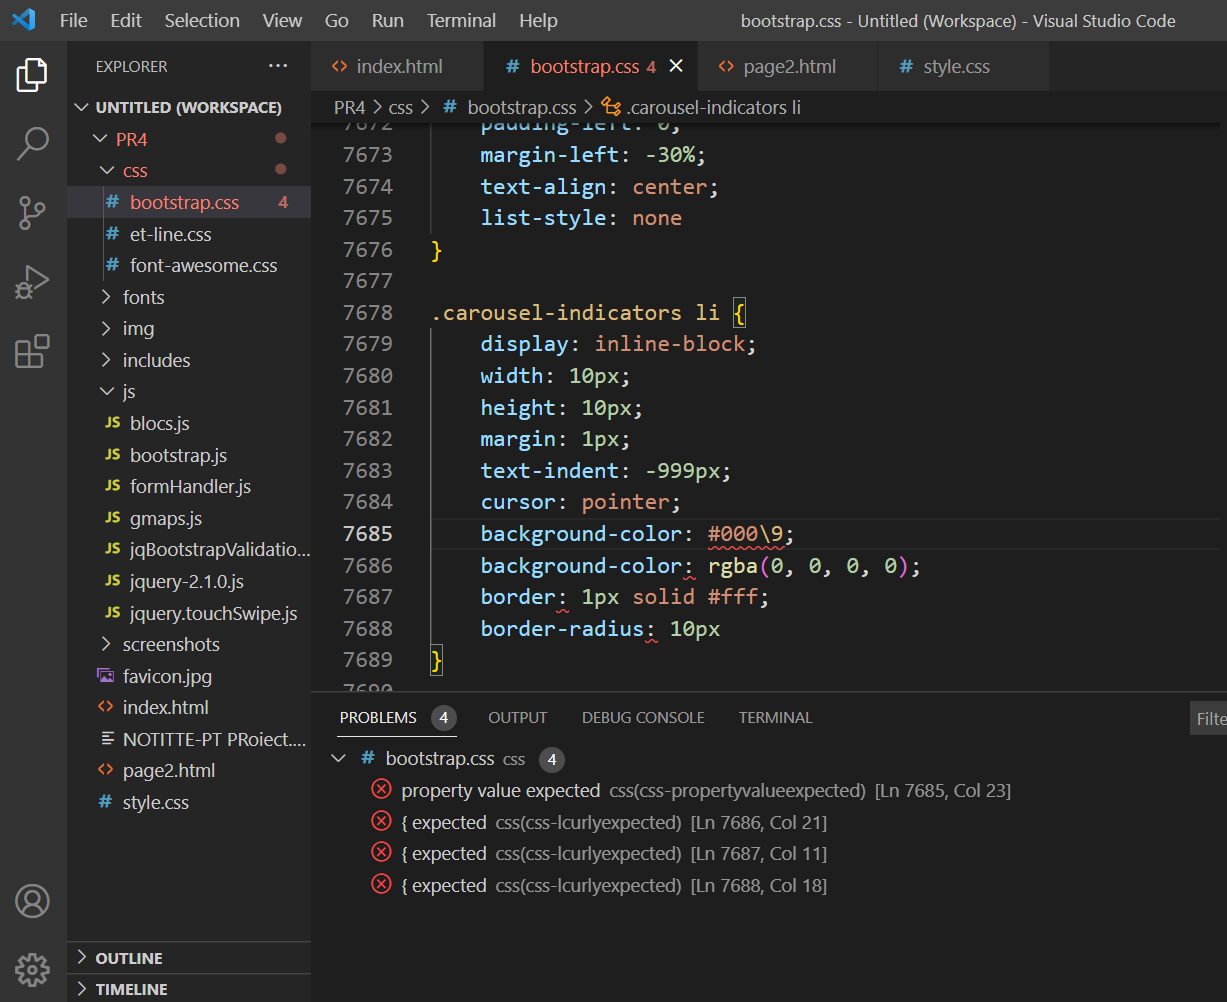 File Edit Selection View Go Run Terminal Help bootstrap.css - Untitled (Workspace) - Visual Studio Code
EXPLORER ···
index.html
# bootstrap.css 4
page2.html
# style.css
UNTITLED (WORKSPACE)
PR4
css
# bootstrap.css 4
# et-line.css
# font-awesome.css
fonts
img
includes
js
JS blocs.js
JS bootstrap.js
JS formHandler.js
JS gmaps.js
JS jqBootstrapValidatio...
JS jquery-2.1.0.js
JS jquery.touchSwipe.js
screenshots
favicon.jpg
index.html
NOTITTE-PT PRoiect....
page2.html
# style.css
OUTLINE
TIMELINE
PR4 > css > # bootstrap.css > .carousel-indicators li
7672 padding-left: 0;
7673 margin-left: -30%;
7674 text-align: center;
7675 list-style: none
7676 }
7677
7678 .carousel-indicators li {
7679 display: inline-block;
7680 width: 10px;
7681 height: 10px;
7682 margin: 1px;
7683 text-indent: -999px;
7684 cursor: pointer;
7685 background-color: #000\9;
7686 background-color: rgba(0, 0, 0, 0);
7687 border: 1px solid #fff;
7688 border-radius: 10px
7689 }
7690
PROBLEMS 4 OUTPUT DEBUG CONSOLE TERMINAL Filte
# bootstrap.css css 4
property value expected css(css-propertyvalueexpected) [Ln 7685, Col 23]
{ expected css(css-lcurlyexpected) [Ln 7686, Col 21]
{ expected css(css-lcurlyexpected) [Ln 7687, Col 11]
{ expected css(css-lcurlyexpected) [Ln 7688, Col 18]